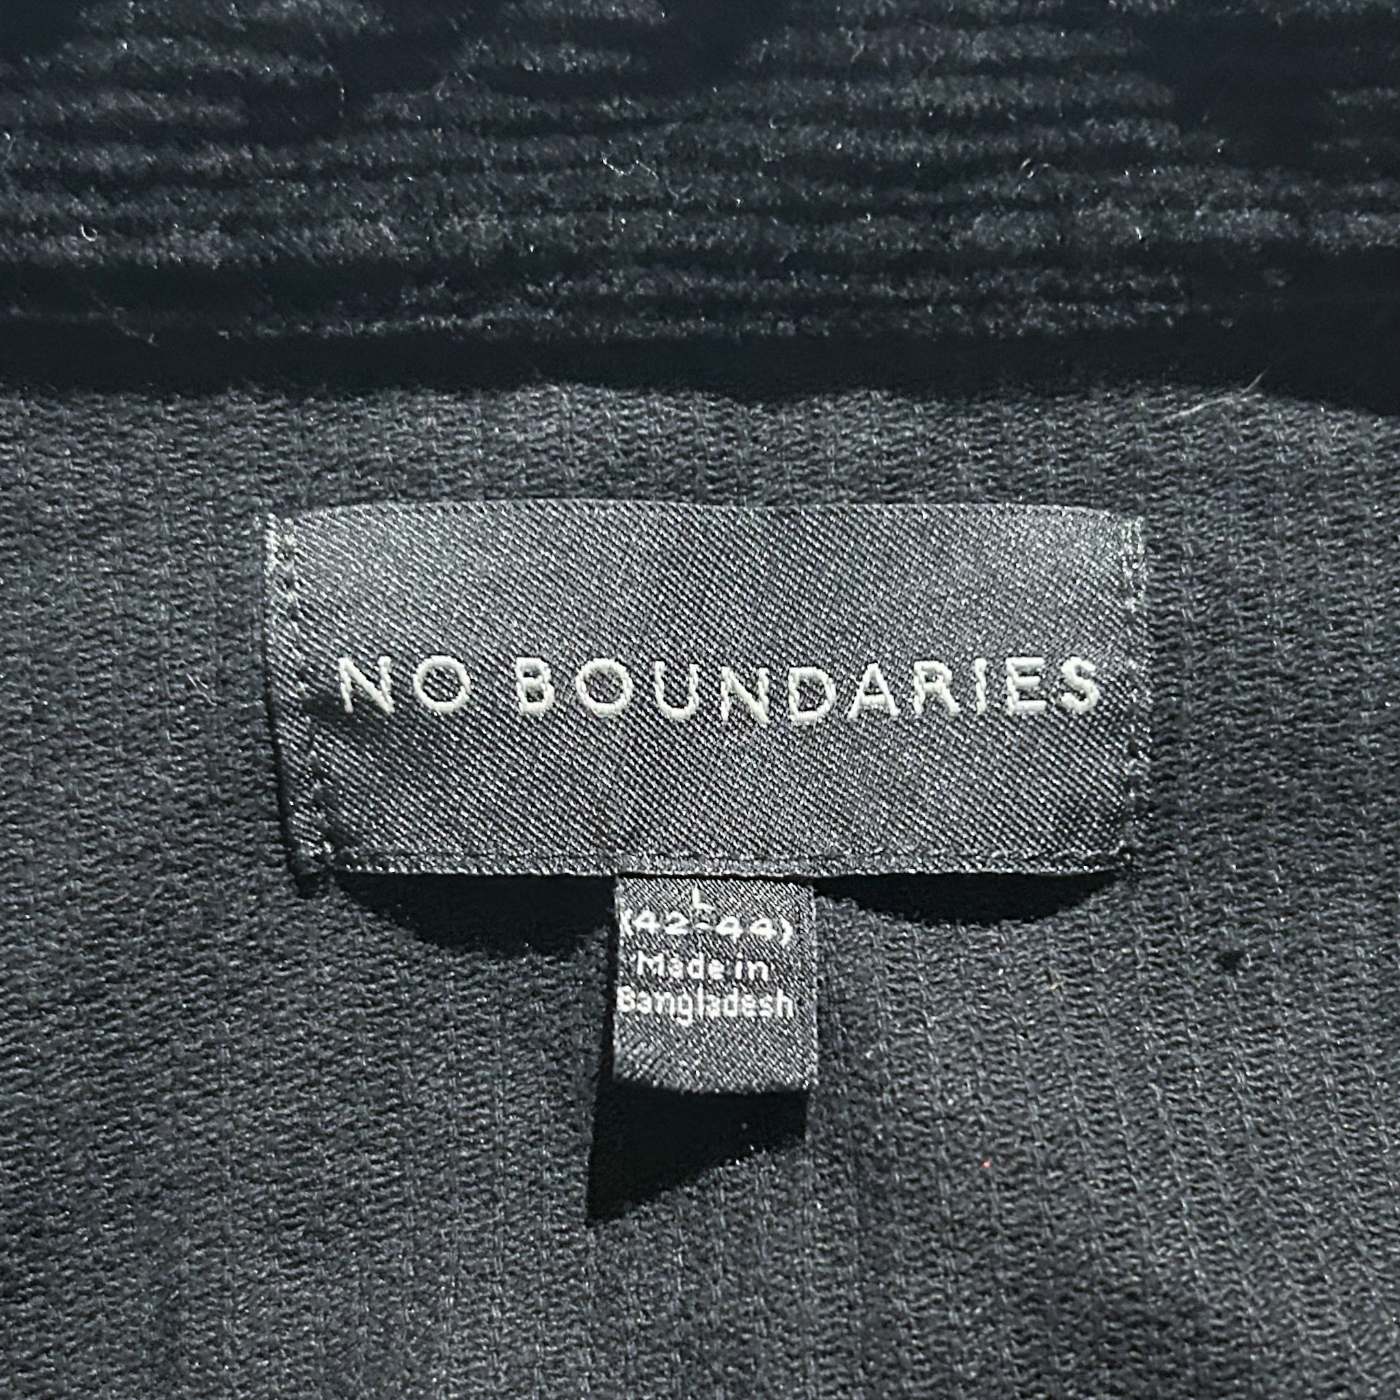 NO BOUNDARIES
L
(42-44)
Made in
Bangladesh